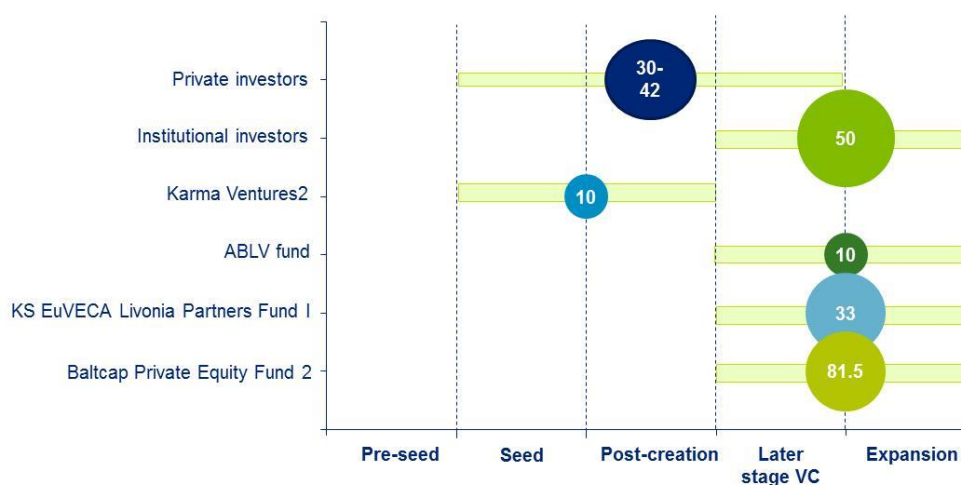 Private investors
30-
42
Institutional investors
50
Karma Ventures2
10
ABLV fund
10
KS EuVECA Livonia Partners Fund I
33
Baltcap Private Equity Fund 2
81.5
Pre-seed
Seed
Post-creation
Later
stage VC
Expansion